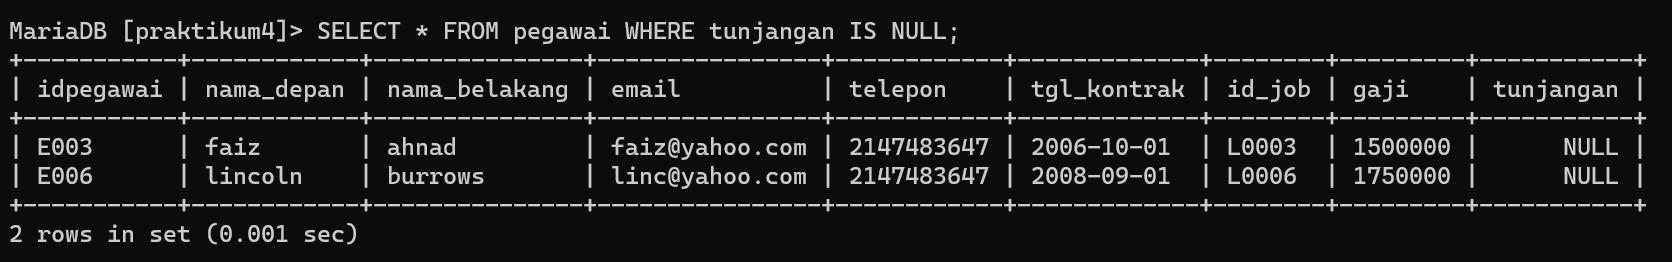 MariaDB [praktikum4]> SELECT * FROM pegawai WHERE tunjangan IS NULL;
+-----------+------------+---------------+----------------+------------+-------------+--------+---------+-----------+
| idpegawai | nama_depan | nama_belakang | email          | telepon    | tgl_kontrak | id_job | gaji    | tunjangan |
+-----------+------------+---------------+----------------+------------+-------------+--------+---------+-----------+
| E003      | faiz       | ahnad         | faiz@yahoo.com | 2147483647 | 2006-10-01  | L0003  | 1500000 |      NULL |
| E006      | lincoln    | burrows       | linc@yahoo.com | 2147483647 | 2008-09-01  | L0006  | 1750000 |      NULL |
+-----------+------------+---------------+----------------+------------+-------------+--------+---------+-----------+
2 rows in set (0.001 sec)